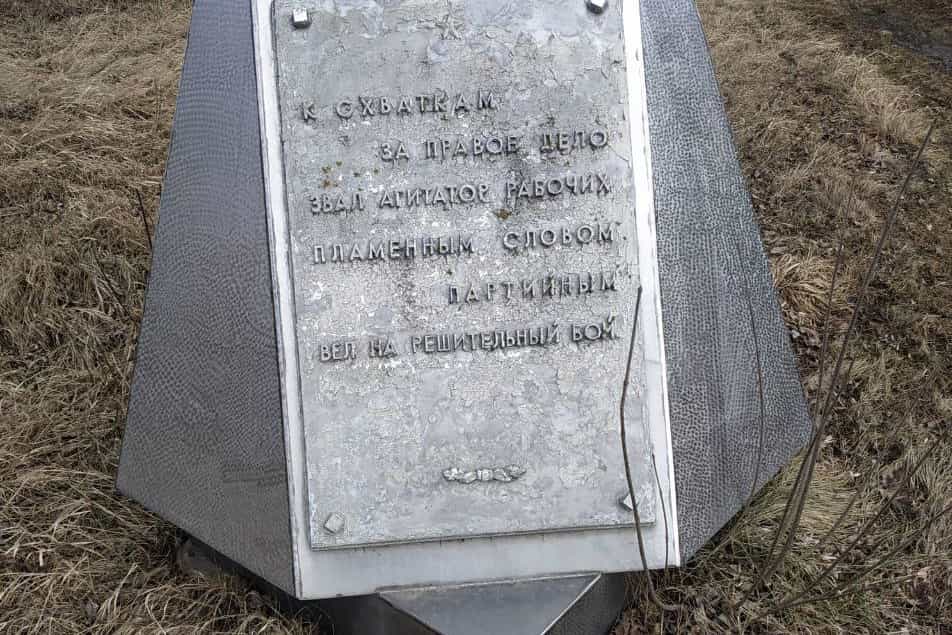 К СХВАТКАМ
ЗА ПРАВОЕ ДЕЛО
ЗВАЛ АГИТАТОР РАБОЧИХ
ПЛАМЕННЫМ СЛОВОМ
ПАРТИЙНЫМ
ВЕЛ НА РЕШИТЕЛЬНЫЙ БОЙ.